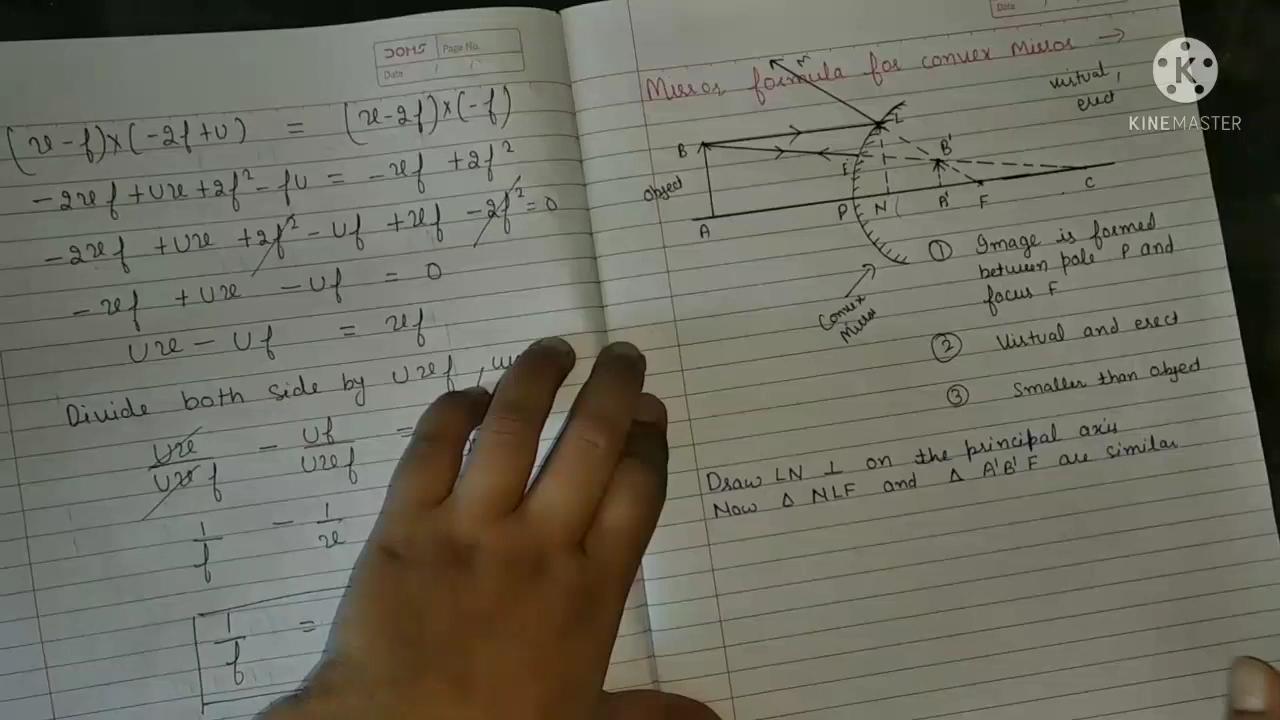 DOMS Page No.
Date / /
(v-f)×(-2f+u) = (v-2f)×(-f)
-2vf + uv + 2f² - fu = -vf + 2f²
-2vf + uv + 2f² - uf + vf - 2f² = 0
-vf + uv - uf = 0
uv - uf = vf
Divide both side by uvf, we
uv/uvf - uf/uvf =
1/f - 1/v
1/f =
Date
Mirror formula for convex Mirror →
virtual,
erect
B
object
A
L
E
P
N
B'
A'
F
C
Convex
Mirror
① Image is formed
between pole P and
focus F
② Virtual and erect
③ Smaller than object
Draw LN ⊥ on the principal axis
Now Δ NLF and Δ A'B'F are similar
K
KINEMASTER